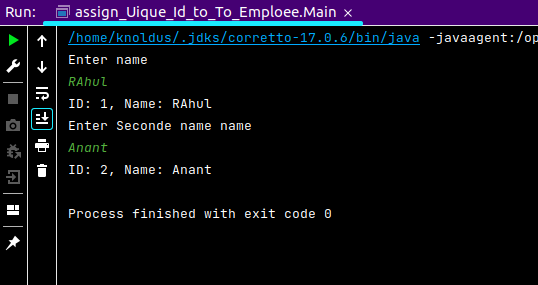 Run: assign_Uique_Id_to_To_Emploee.Main ×
/home/knoldus/.jdks/corretto-17.0.6/bin/java -javaagent:/op
Enter name
RAhul
ID: 1, Name: RAhul
Enter Seconde name name
Anant
ID: 2, Name: Anant
Process finished with exit code 0